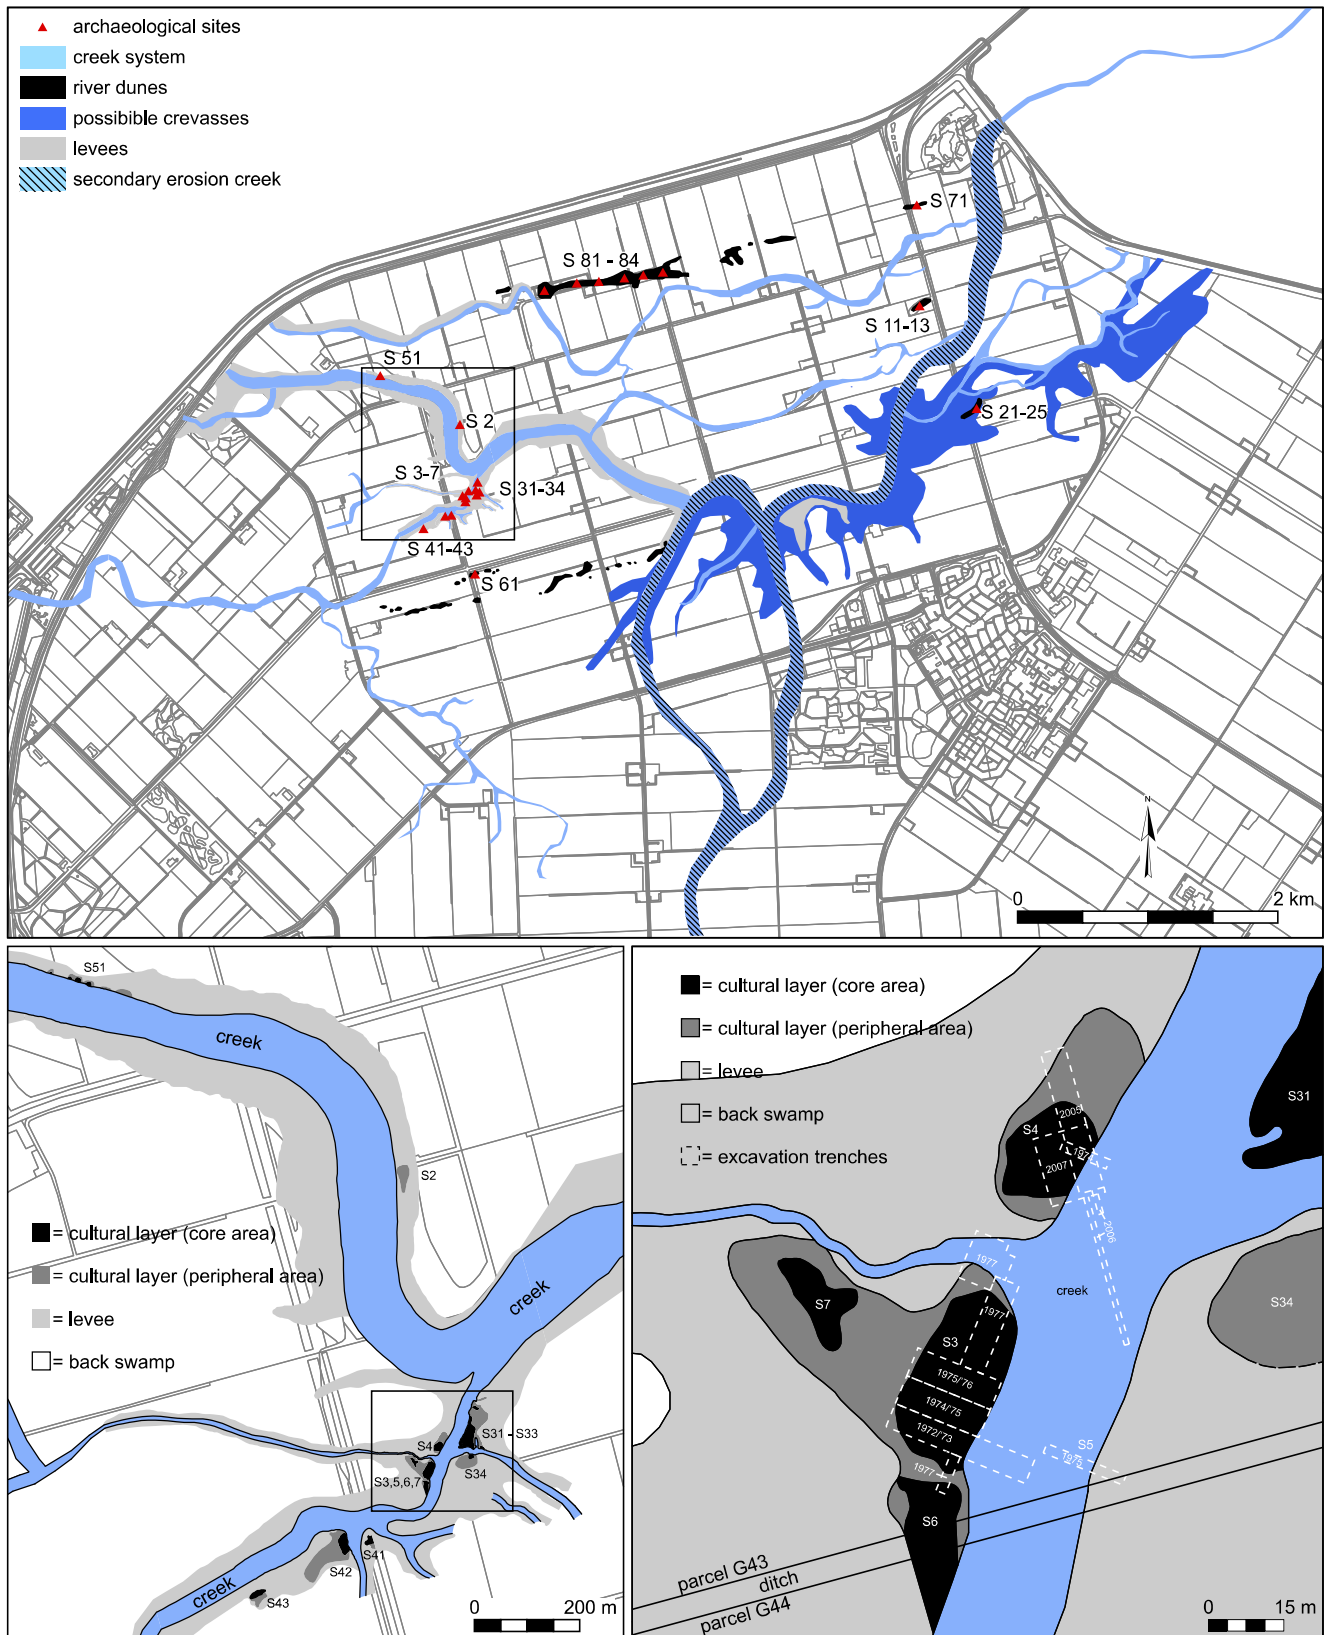 archaeological sites
creek system
river dunes
possibible crevasses
levees
secondary erosion creek
S 71
S 81 - 84
S 11-13
S 51
S 2
S 21-25
S 3-7
S 31-34
S 41-43
S 61
N
0 2 km
S51
creek
S2
= cultural layer (core area)
= cultural layer (peripheral area)
= levee
= back swamp
creek
S4
S31 - S33
S34
S3,5,6,7
S41
S42
S43
creek
0 200 m
= cultural layer (core area)
= cultural layer (peripheral area)
= levee
= back swamp
= excavation trenches
S31
2005
S4
2007
2006
1977
creek
S7
1977
S34
S3
1975/'76
1974/'75
1972/'73
S5
1975
1977
S6
parcel G43
ditch
parcel G44
0 15 m